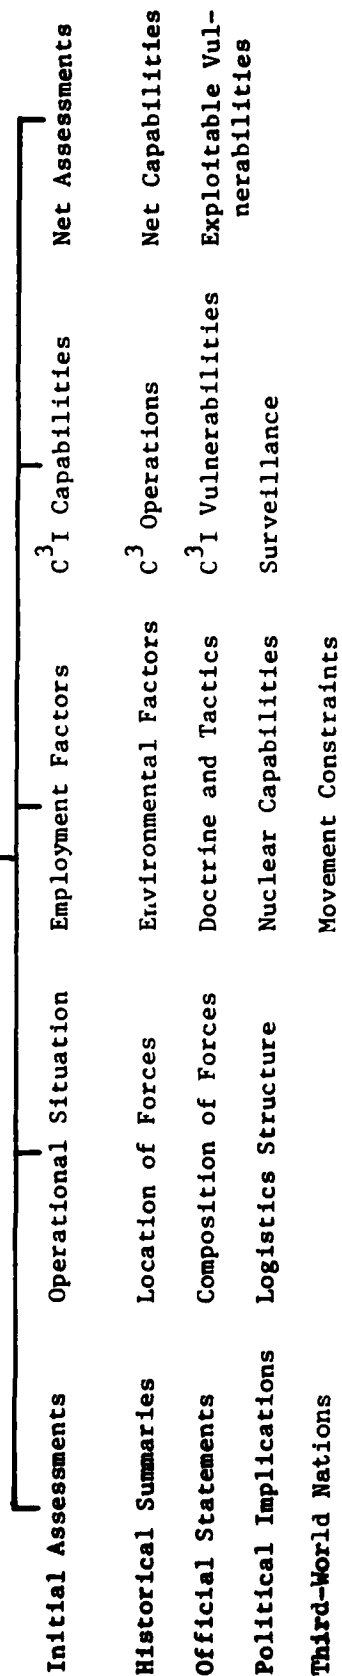 Initial Assessments
Operational Situation
Employment Factors
C³I Capabilities
Net Assessments
Historical Summaries
Location of Forces
Environmental Factors
C³ Operations
Net Capabilities
Official Statements
Composition of Forces
Doctrine and Tactics
C³I Vulnerabilities
Exploitable Vul-
nerabilities
Political Implications
Logistics Structure
Nuclear Capabilities
Surveillance
Third-World Nations
Movement Constraints